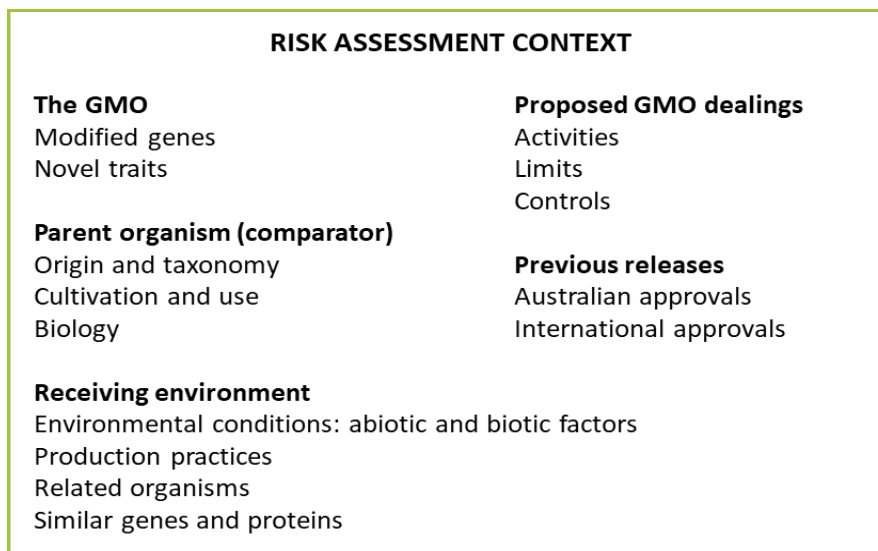 RISK ASSESSMENT CONTEXT
The GMO
Modified genes
Novel traits
Parent organism (comparator)
Origin and taxonomy
Cultivation and use
Biology
Proposed GMO dealings
Activities
Limits
Controls
Previous releases
Australian approvals
International approvals
Receiving environment
Environmental conditions: abiotic and biotic factors
Production practices
Related organisms
Similar genes and proteins